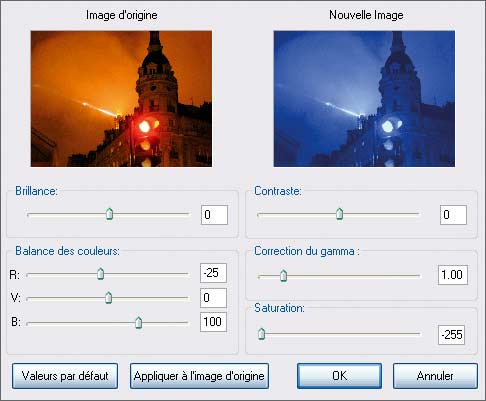 Image d'origine
Nouvelle Image
Brillance:
0
Contraste:
0
Balance des couleurs:
R: -25
V: 0
B: 100
Correction du gamma :
1.00
Saturation:
-255
Valeurs par défaut
Appliquer à l'image d'origine
OK
Annuler